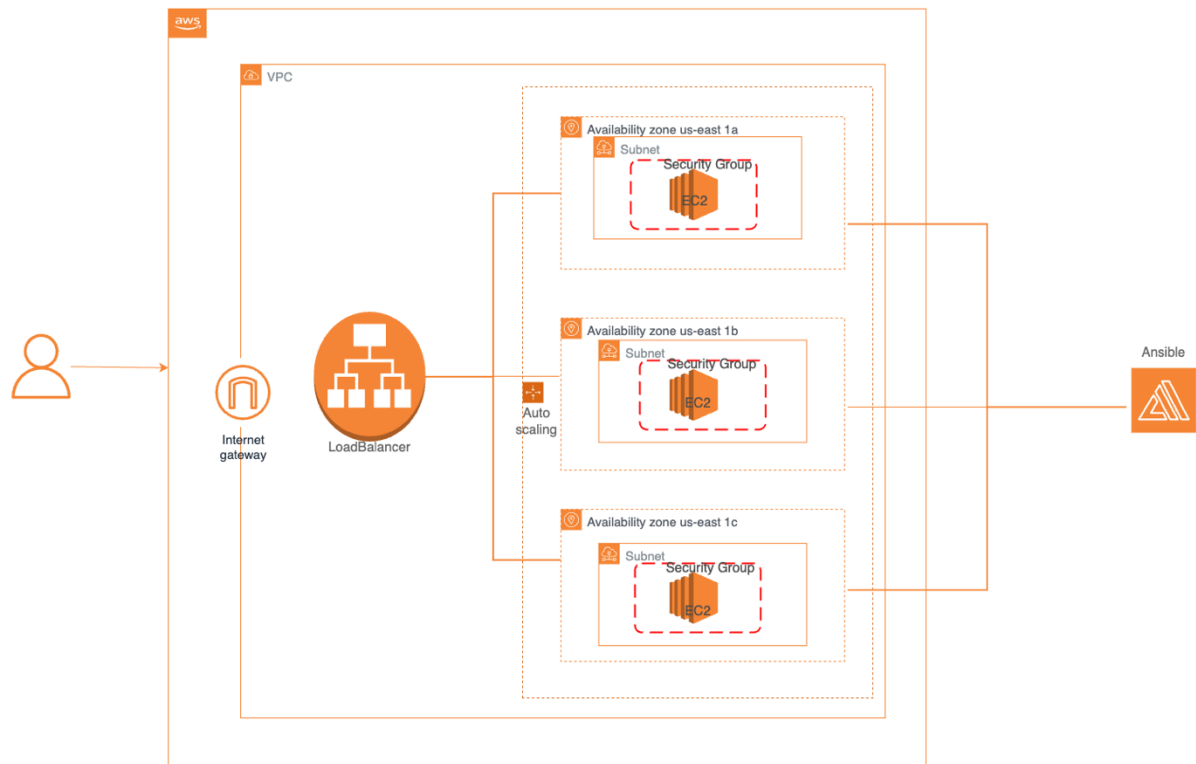 aws
VPC
Availability zone us-east 1a
Subnet
Security Group
EC2
Availability zone us-east 1b
Subnet
Security Group
EC2
Ansible
Auto
scaling
Internet
gateway
LoadBalancer
Availability zone us-east 1c
Subnet
Security Group
EC2